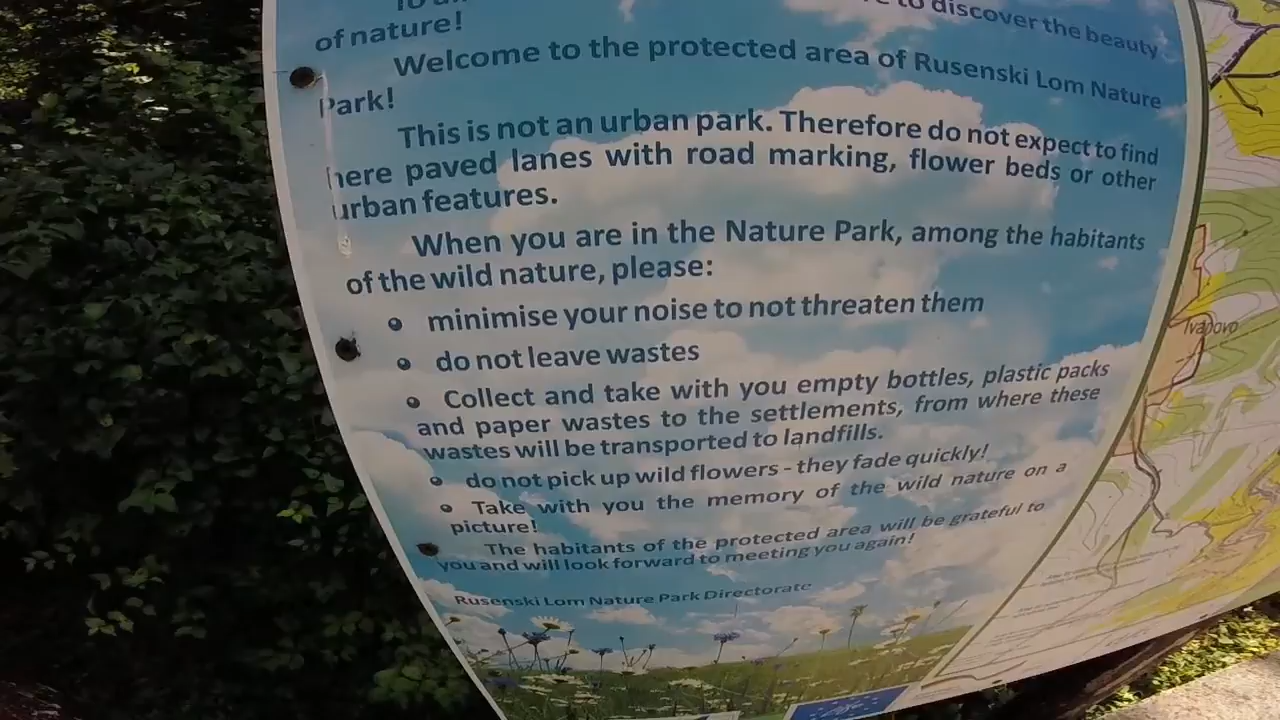 to discover the beauty
of nature!
Welcome to the protected area of Rusenski Lom Nature
Park!
This is not an urban park. Therefore do not expect to find
here paved lanes with road marking, flower beds or other
urban features.
When you are in the Nature Park, among the habitants
of the wild nature, please:
minimise your noise to not threaten them
do not leave wastes
Collect and take with you empty bottles, plastic packs
and paper wastes to the settlements, from where these
wastes will be transported to landfills.
do not pick up wild flowers - they fade quickly!
Take with you the memory of the wild nature on a
picture!
The habitants of the protected area will be grateful to
you and will look forward to meeting you again!
Rusenski Lom Nature Park Directorate
Ivanovo